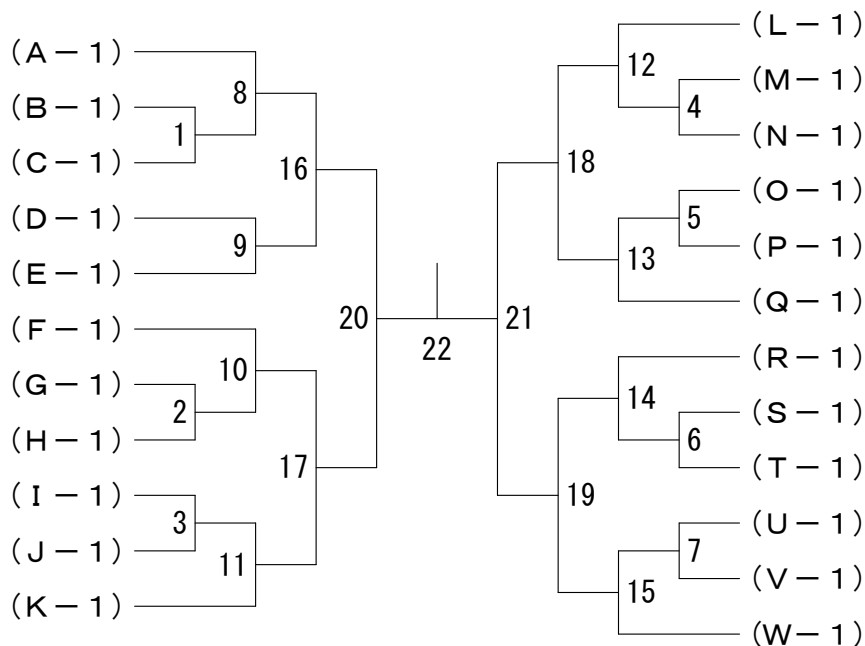 (A－1)
(B－1)
(C－1)
(D－1)
(E－1)
(F－1)
(G－1)
(H－1)
(I－1)
(J－1)
(K－1)
1
2
3
8
9
10
11
16
17
20
22
21
18
19
12
13
14
15
4
5
6
7
(L－1)
(M－1)
(N－1)
(O－1)
(P－1)
(Q－1)
(R－1)
(S－1)
(T－1)
(U－1)
(V－1)
(W－1)